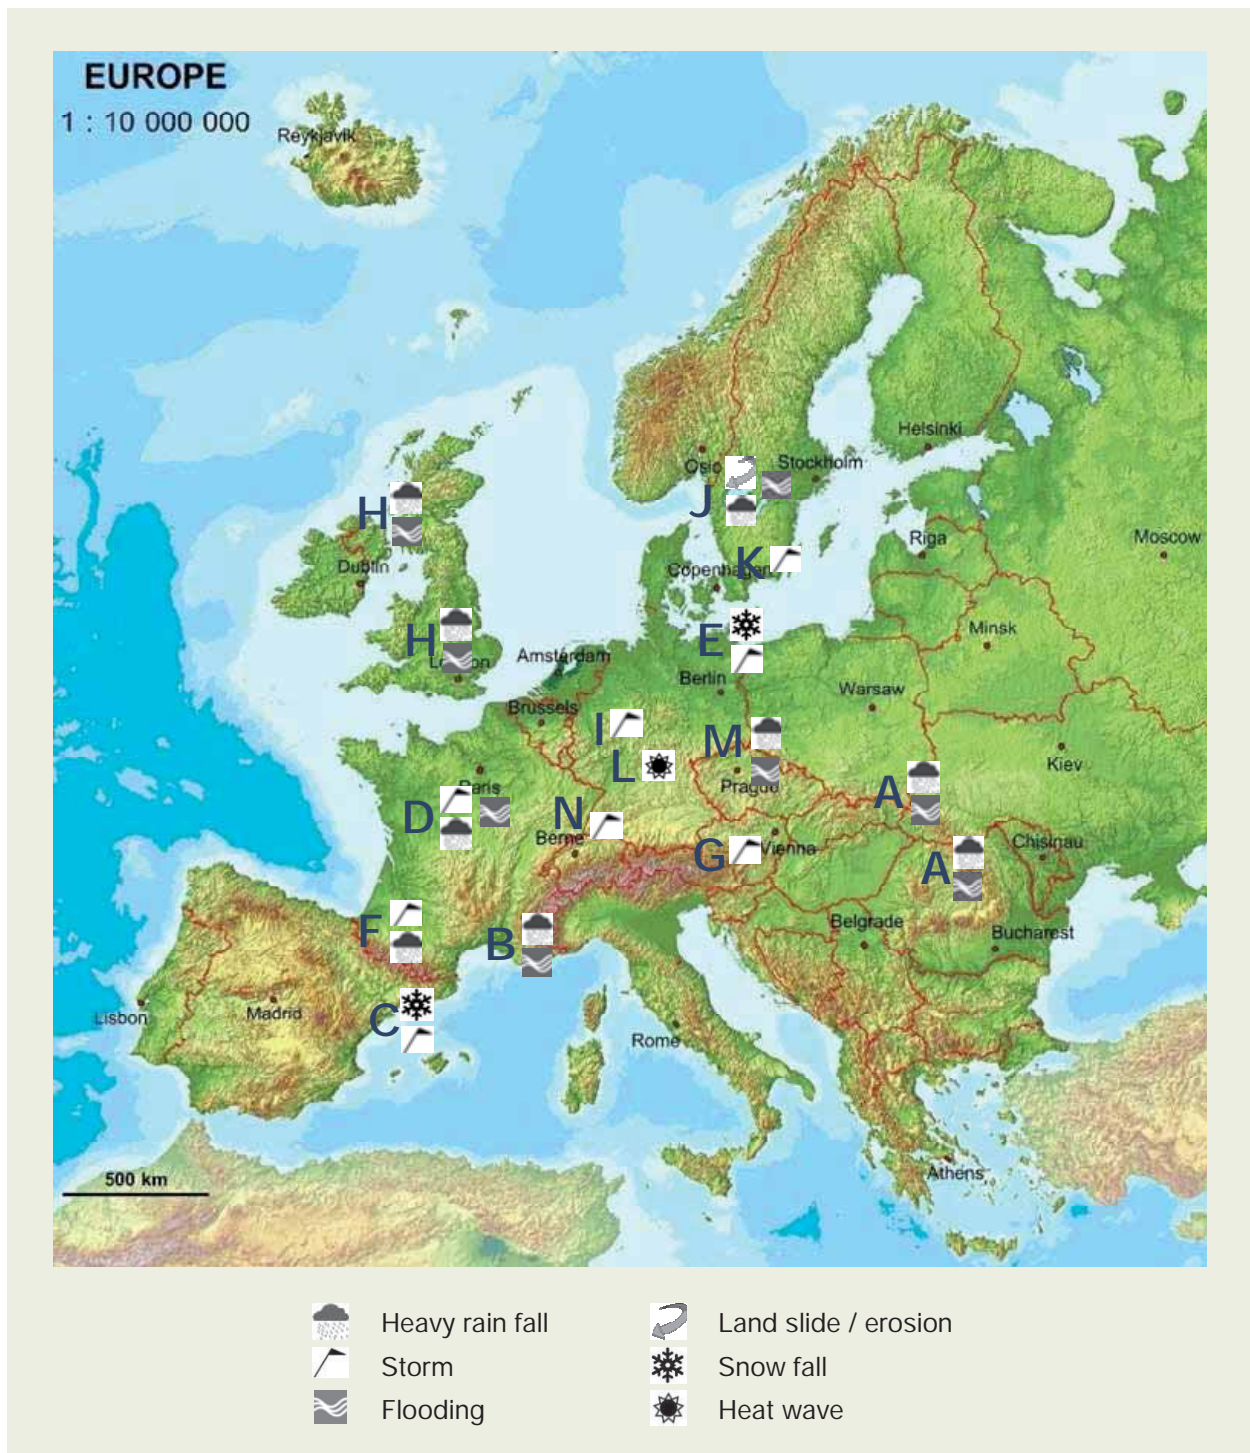 EUROPE
1 : 10 000 000
Reykjavik
Helsinki
Oslo
Stockholm
J
H
Riga
Moscow
Dublin
Copenhagen
K
Minsk
H
London
E
Amsterdam
Berlin
Warsaw
Brussels
I
M
Kiev
L
Prague
Paris
A
D
N
Berne
G
Vienna
Chisinau
A
Belgrade
Bucharest
F
B
Madrid
Lisbon
C
Rome
Athens
500 km
Heavy rain fall
Land slide / erosion
Storm
Snow fall
Flooding
Heat wave